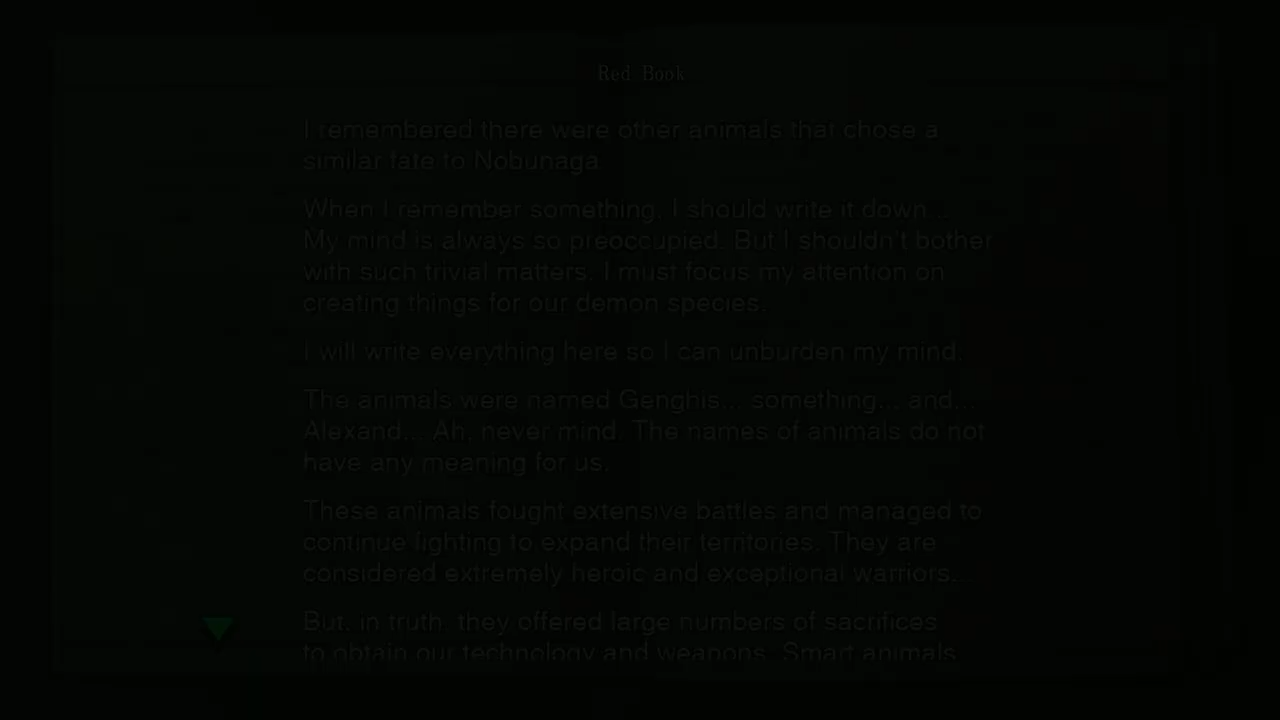 Red Book
I remembered there were other animals that chose a
similar fate to Nobunaga.
When I remember something, I should write it down...
My mind is always so preoccupied. But I shouldn't bother
with such trivial matters. I must focus my attention on
creating things for our demon species.
I will write everything here so I can unburden my mind.
The animals were named Genghis... something... and...
Alexand... Ah, never mind. The names of animals do not
have any meaning for us.
These animals fought extensive battles and managed to
continue fighting to expand their territories. They are
considered extremely heroic and exceptional warriors...
But, in truth, they offered large numbers of sacrifices
to obtain our technology and weapons. Smart animals